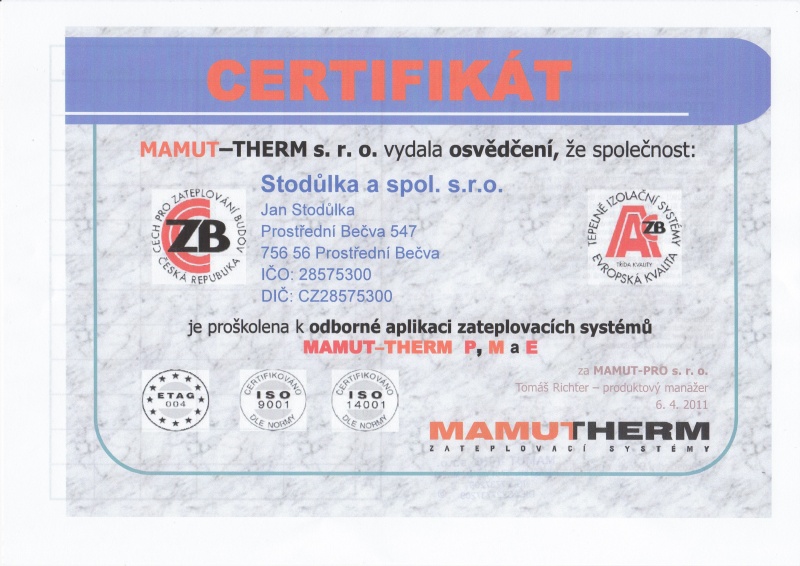 CERTIFIKÁT
MAMUT–THERM s. r. o. vydala osvědčení, že společnost:
Stodůlka a spol. s.r.o.
Jan Stodůlka
Prostřední Bečva 547
756 56 Prostřední Bečva
IČO: 28575300
DIČ: CZ28575300
CECH PRO ZATEPLOVÁNÍ BUDOV
ZB
ČESKÁ REPUBLIKA
TEPELNĚ IZOLAČNÍ SYSTÉMY
A
ZB
TŘÍDA KVALITY
EVROPSKÁ KVALITA
je proškolena k odborné aplikaci zateplovacích systémů
MAMUT–THERM P, M a E
za MAMUT-PRO s. r. o.
Tomáš Richter – produktový manažer
6. 4. 2011
ETAG
004
CERTIFIKOVÁNO
ISO
9001
DLE NORMY
CERTIFIKOVÁNO
ISO
14001
DLE NORMY
MAMUTHERM
ZATEPLOVACÍ SYSTÉMY